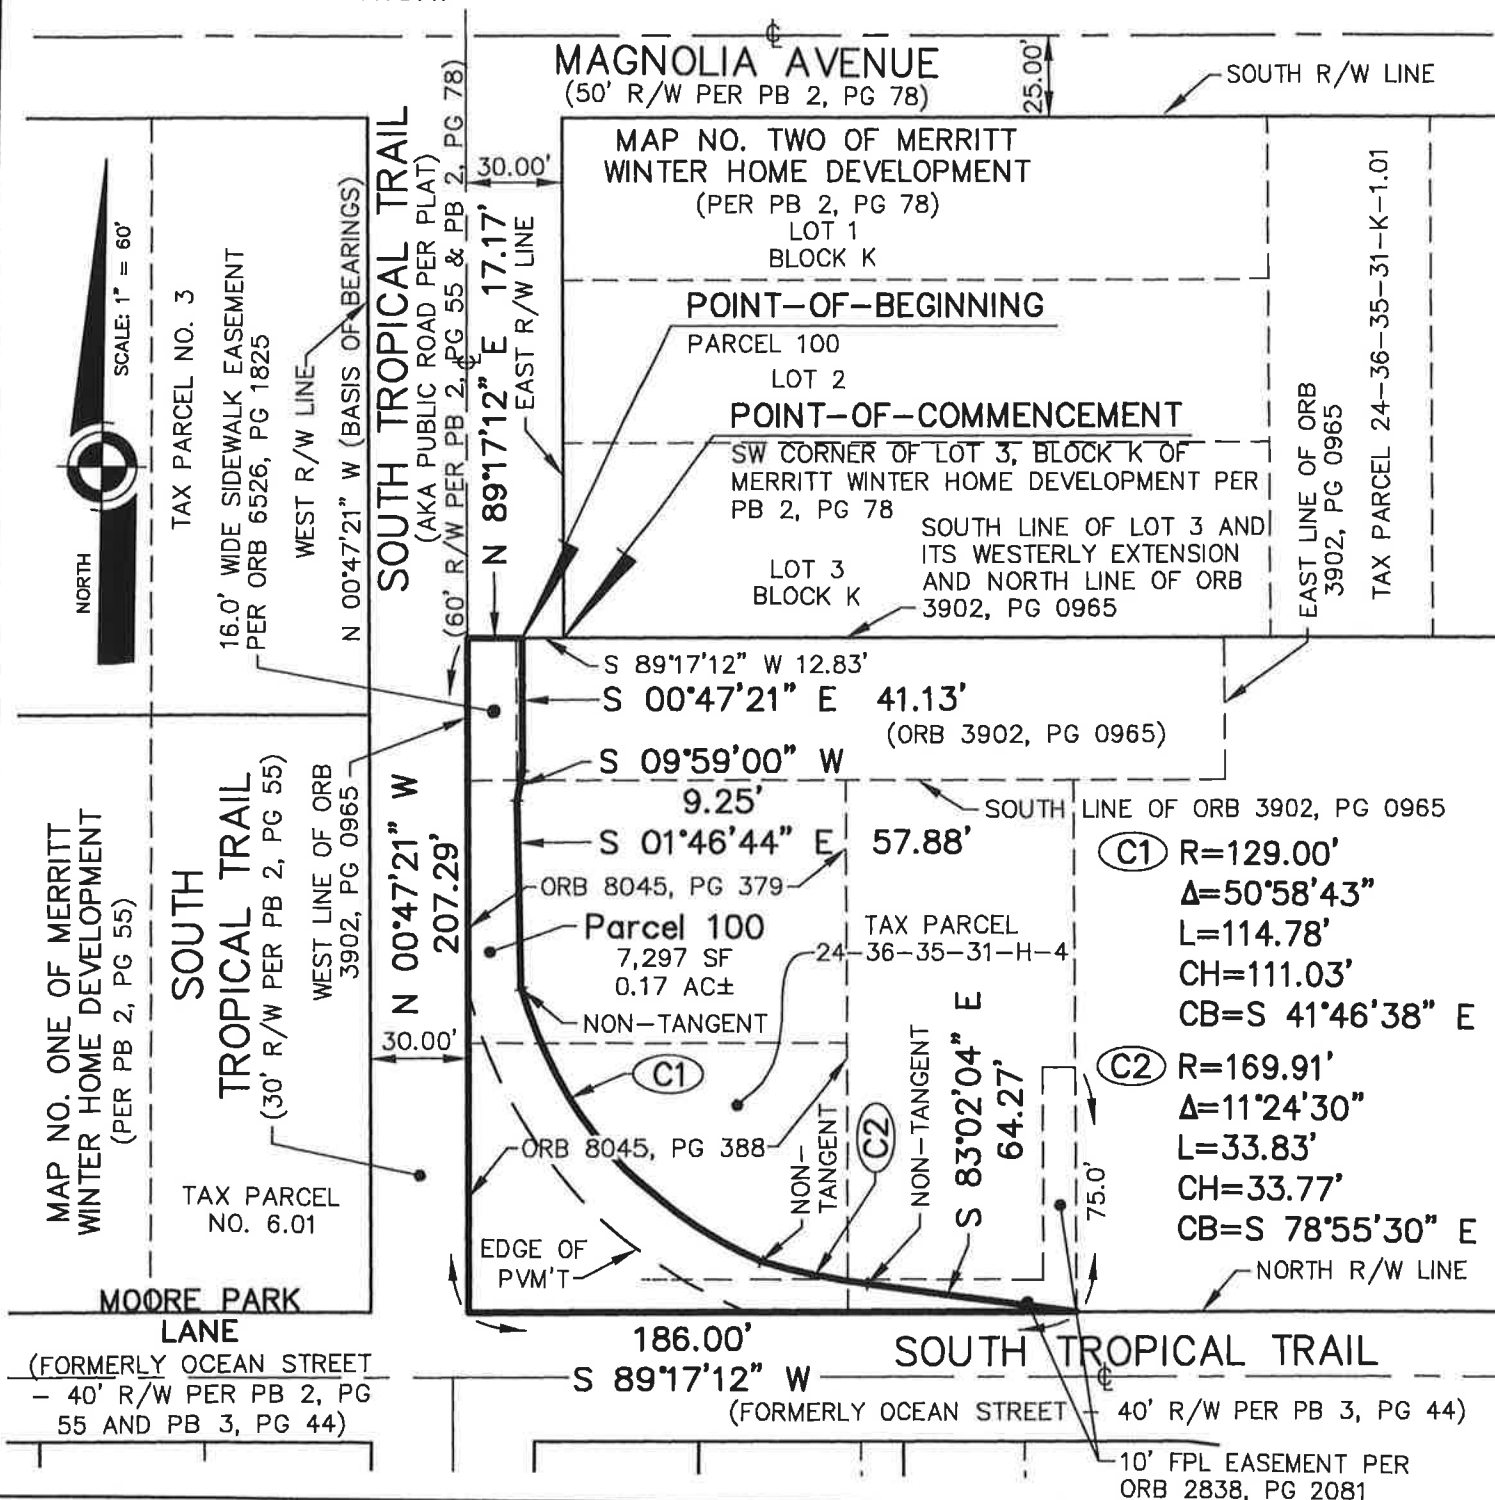 MAGNOLIA AVENUE
(50' R/W PER PB 2, PG 78)
25.00'
SOUTH R/W LINE
MAP NO. TWO OF MERRITT
WINTER HOME DEVELOPMENT
(PER PB 2, PG 78)
LOT 1
BLOCK K
30.00'
SCALE: 1" = 60'
NORTH
TAX PARCEL NO. 3
16.0' WIDE SIDEWALK EASEMENT
PER ORB 6526, PG 1825
WEST R/W LINE
N 00°47'21" W (BASIS OF BEARINGS)
SOUTH TROPICAL TRAIL
(AKA PUBLIC ROAD PER PLAT)
(60' R/W PER PB 2, PG 55 & PB 2, PG 78)
N 89°17'12" E 17.17'
EAST R/W LINE
POINT-OF-BEGINNING
PARCEL 100
LOT 2
POINT-OF-COMMENCEMENT
SW CORNER OF LOT 3, BLOCK K OF
MERRITT WINTER HOME DEVELOPMENT PER
PB 2, PG 78
SOUTH LINE OF LOT 3 AND
ITS WESTERLY EXTENSION
AND NORTH LINE OF ORB
3902, PG 0965
LOT 3
BLOCK K
EAST LINE OF ORB
3902, PG 0965
TAX PARCEL 24-36-35-31-K-1.01
S 89°17'12" W 12.83'
S 00°47'21" E 41.13'
(ORB 3902, PG 0965)
S 09°59'00" W
9.25'
SOUTH LINE OF ORB 3902, PG 0965
S 01°46'44" E 57.88'
ORB 8045, PG 379
Parcel 100
7,297 SF
0.17 AC±
TAX PARCEL
24-36-35-31-H-4
NON-TANGENT
C1
C1 R=129.00'
Δ=50°58'43"
L=114.78'
CH=111.03'
CB=S 41°46'38" E
C2 R=169.91'
Δ=11°24'30"
L=33.83'
CH=33.77'
CB=S 78°55'30" E
MAP NO. ONE OF MERRITT
WINTER HOME DEVELOPMENT
(PER PB 2, PG 55)
SOUTH
TROPICAL TRAIL
(30' R/W PER PB 2, PG 55)
WEST LINE OF ORB
3902, PG 0965
N 00°47'21" W
207.29'
30.00'
ORB 8045, PG 388
NON-
TANGENT
C2
NON-TANGENT
S 83°02'04" E
64.27'
75.0'
TAX PARCEL
NO. 6.01
EDGE OF
PVM'T
NORTH R/W LINE
MOORE PARK
LANE
(FORMERLY OCEAN STREET
- 40' R/W PER PB 2, PG
55 AND PB 3, PG 44)
186.00'
S 89°17'12" W
SOUTH TROPICAL TRAIL
(FORMERLY OCEAN STREET - 40' R/W PER PB 3, PG 44)
10' FPL EASEMENT PER
ORB 2838, PG 2081